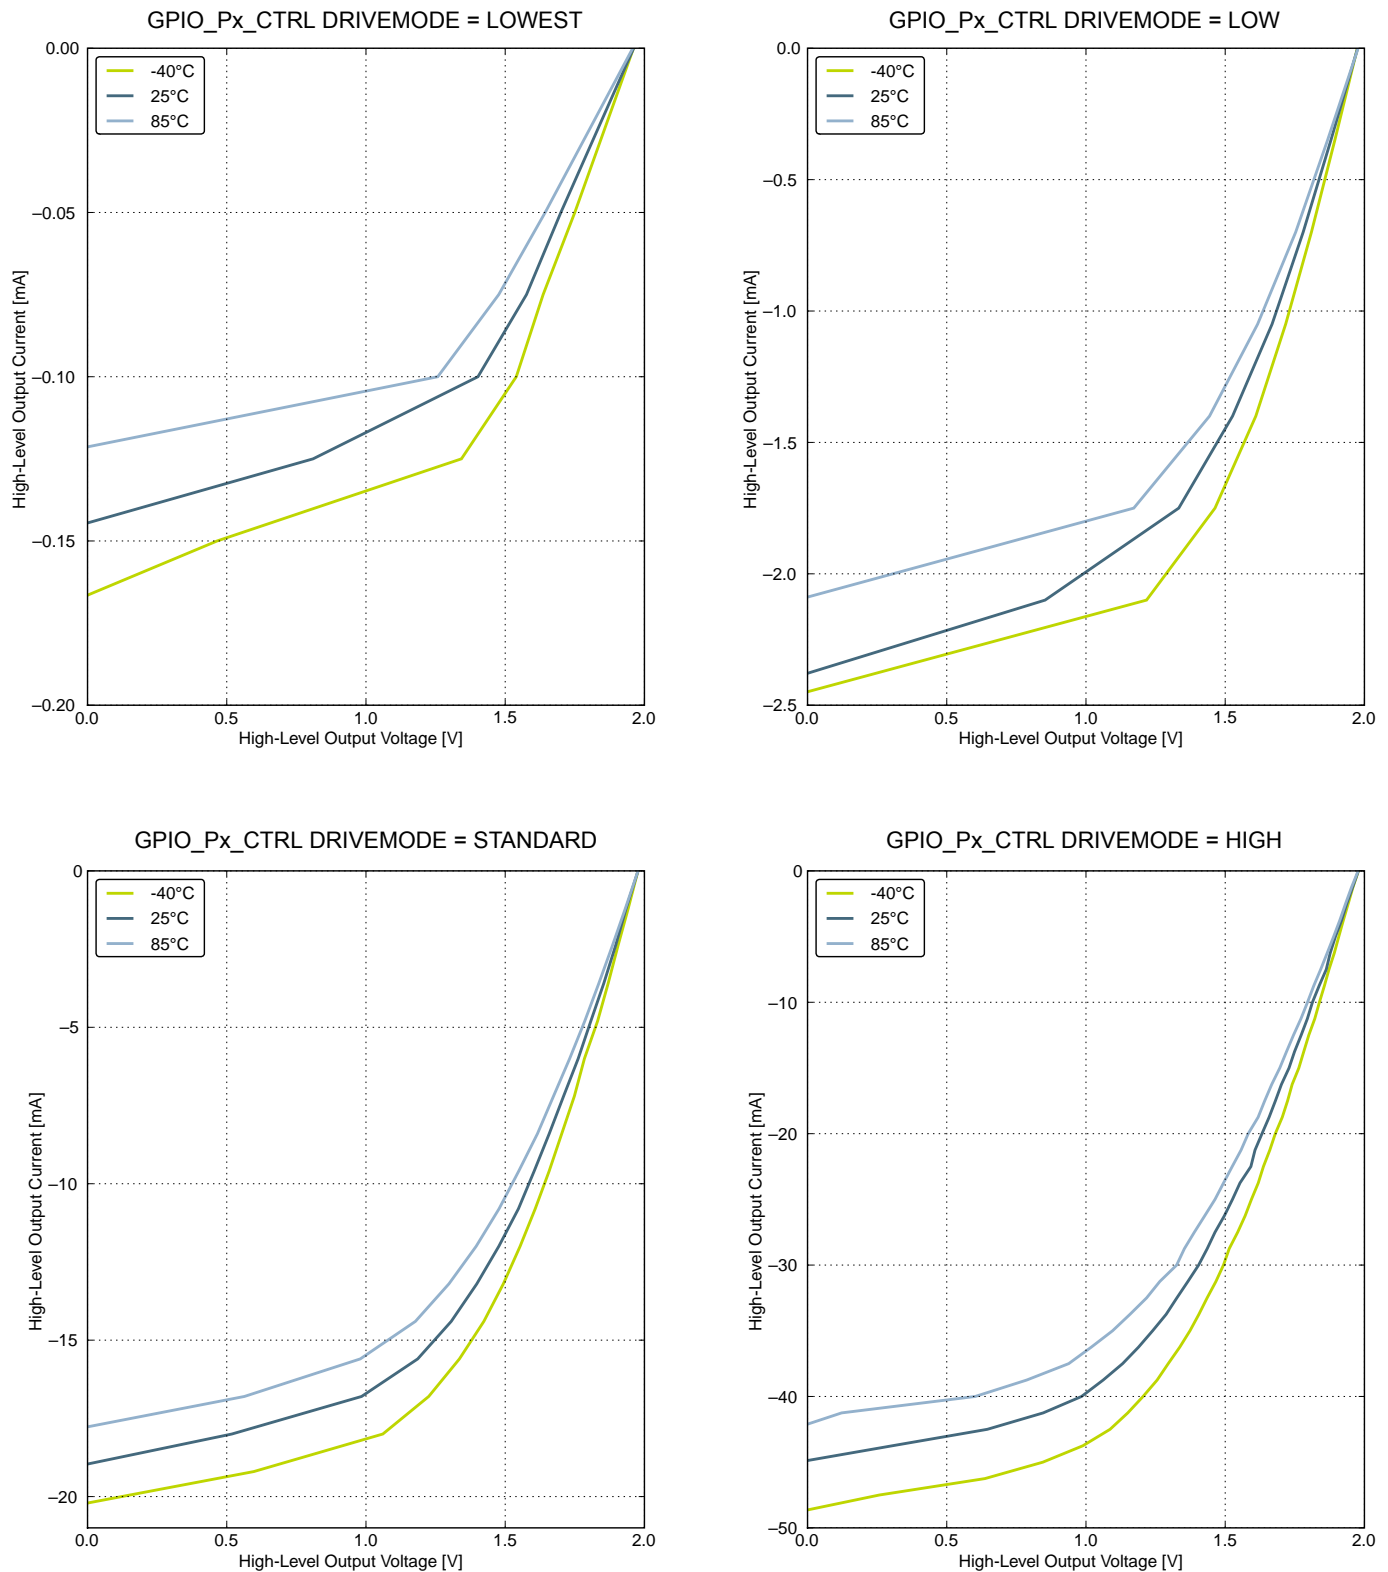 GPIO_Px_CTRL DRIVEMODE = LOWEST
0.00
–0.05
–0.10
–0.15
–0.20
High-Level Output Current [mA]
-40°C
25°C
85°C
0.0 0.5 1.0 1.5 2.0
High-Level Output Voltage [V]
GPIO_Px_CTRL DRIVEMODE = LOW
0.0
–0.5
–1.0
–1.5
–2.0
–2.5
High-Level Output Current [mA]
-40°C
25°C
85°C
0.0 0.5 1.0 1.5 2.0
High-Level Output Voltage [V]
GPIO_Px_CTRL DRIVEMODE = STANDARD
0
–5
–10
–15
–20
High-Level Output Current [mA]
-40°C
25°C
85°C
0.0 0.5 1.0 1.5 2.0
High-Level Output Voltage [V]
GPIO_Px_CTRL DRIVEMODE = HIGH
0
–10
–20
–30
–40
–50
High-Level Output Current [mA]
-40°C
25°C
85°C
0.0 0.5 1.0 1.5 2.0
High-Level Output Voltage [V]